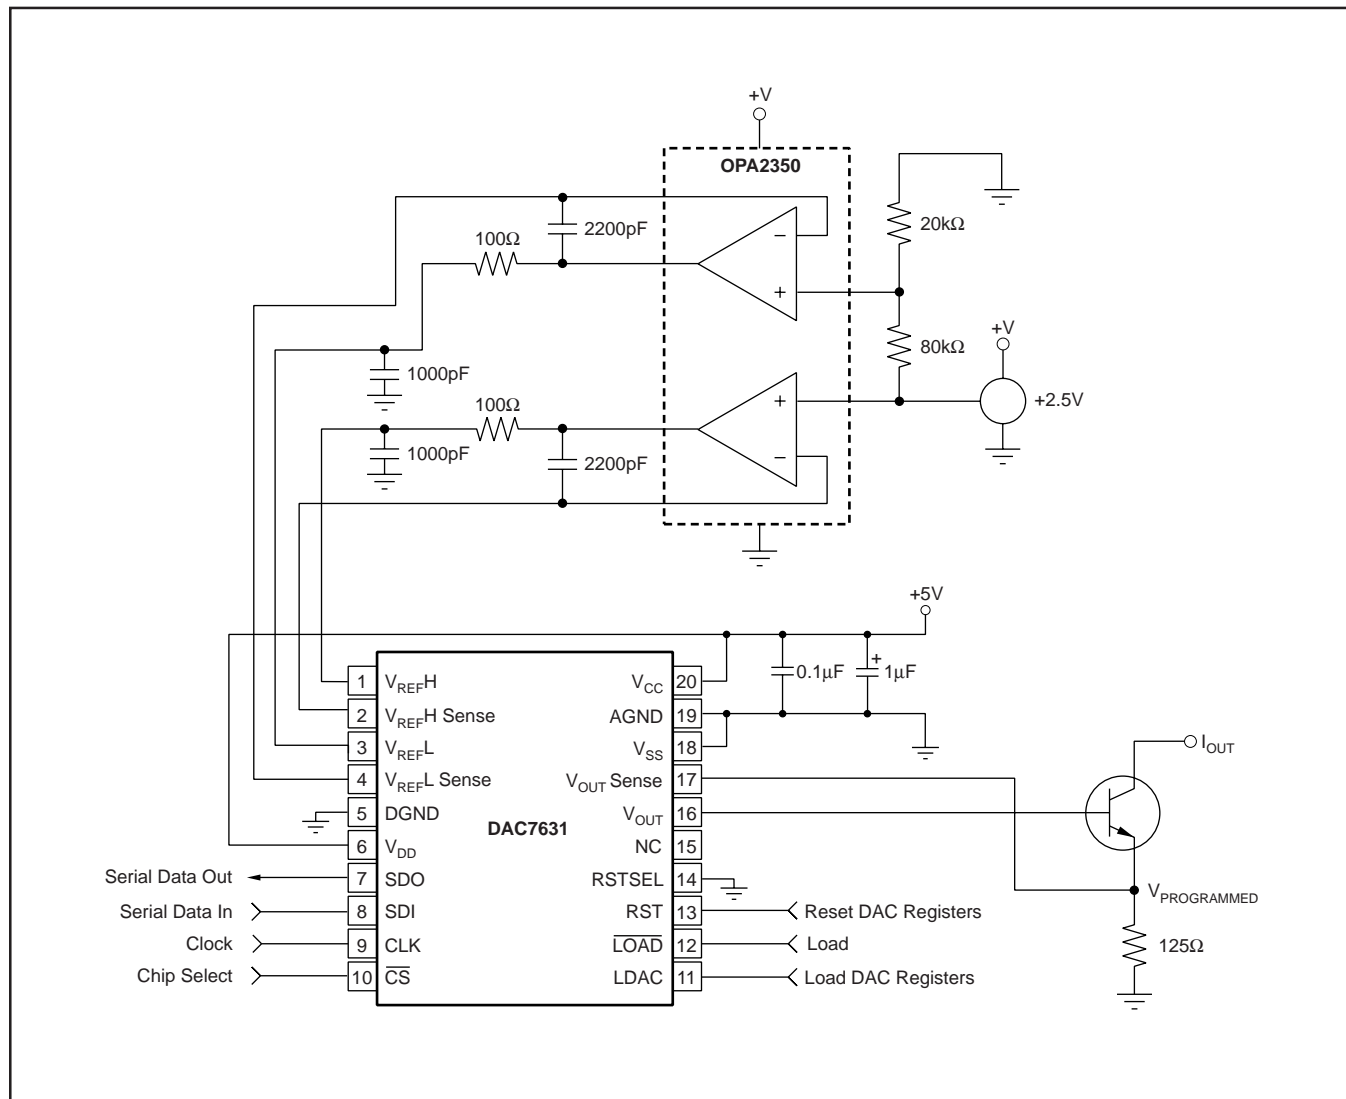 +V
OPA2350
2200pF
100Ω
−
+
20kΩ
80kΩ
+V
+2.5V
1000pF
100Ω
1000pF
2200pF
+
−
+5V
0.1µF
+
1µF
1 VREFH
2 VREFH Sense
3 VREFL
4 VREFL Sense
5 DGND
6 VDD
7 SDO
8 SDI
9 CLK
10 CS
DAC7631
VCC 20
AGND 19
VSS 18
VOUT Sense 17
VOUT 16
NC 15
RSTSEL 14
RST 13
LOAD 12
LDAC 11
Serial Data Out
Serial Data In
Clock
Chip Select
Reset DAC Registers
Load
Load DAC Registers
IOUT
VPROGRAMMED
125Ω